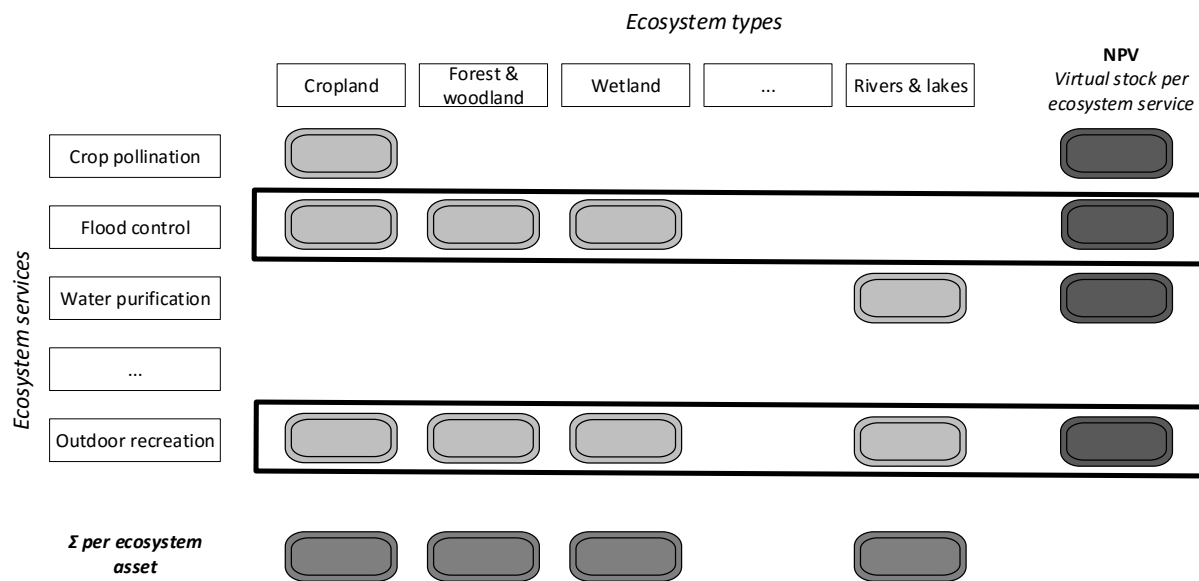 Ecosystem types
NPV
Virtual stock per
ecosystem service
Cropland
Forest &
woodland
Wetland
...
Rivers & lakes
Ecosystem services
Crop pollination
Flood control
Water purification
...
Outdoor recreation
Σ per ecosystem
asset